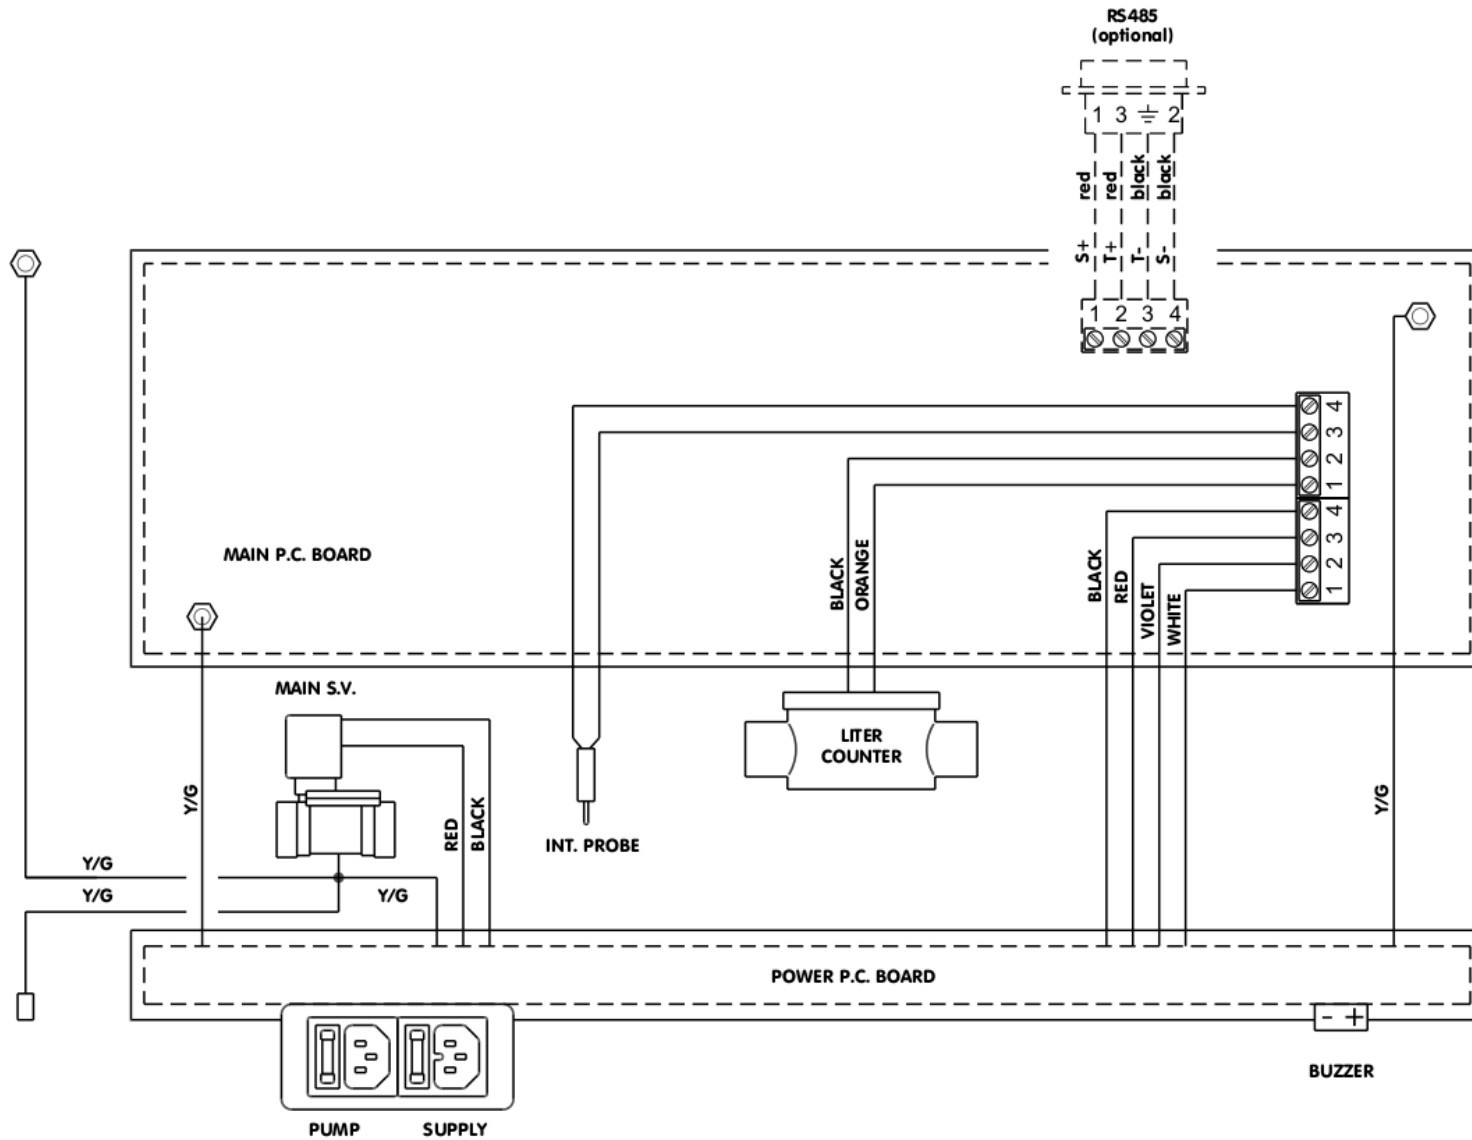 RS485
(optional)
1 3 2
red
red
black
black
S+
T+
T-
S-
1 2 3 4
4
3
2
1
4
3
2
1
MAIN P.C. BOARD
BLACK
ORANGE
BLACK
RED
VIOLET
WHITE
MAIN S.V.
LITER
COUNTER
Y/G
RED
BLACK
INT. PROBE
Y/G
Y/G
Y/G
Y/G
POWER P.C. BOARD
- +
BUZZER
PUMP SUPPLY